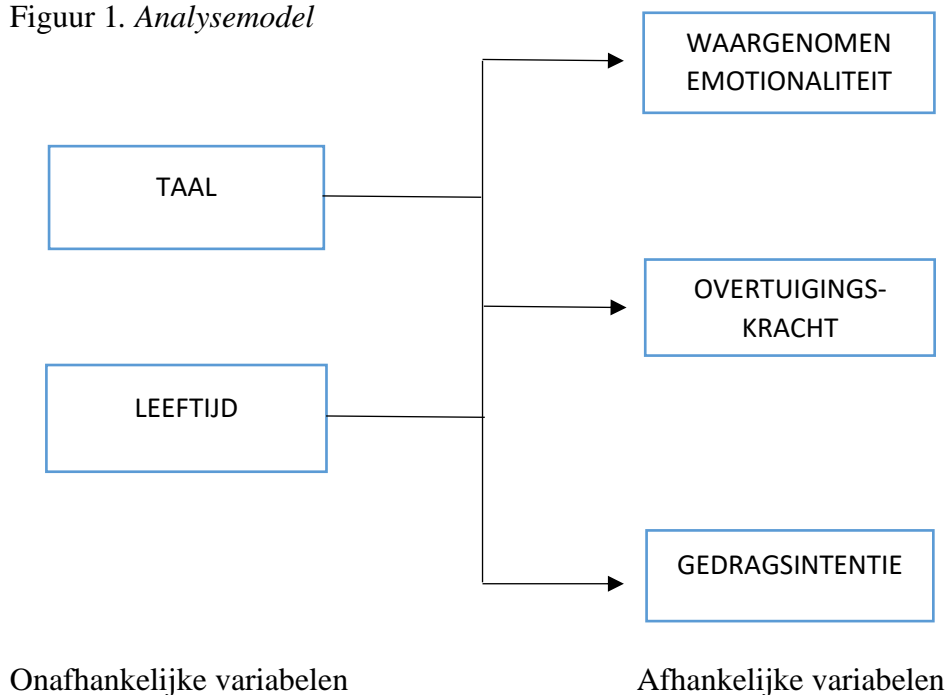 Figuur 1. Analysemodel
WAARGENOMEN
EMOTIONALITEIT
TAAL
OVERTUIGINGS-
KRACHT
LEEFTIJD
GEDRAGSINTENTIE
Onafhankelijke variabelen
Afhankelijke variabelen